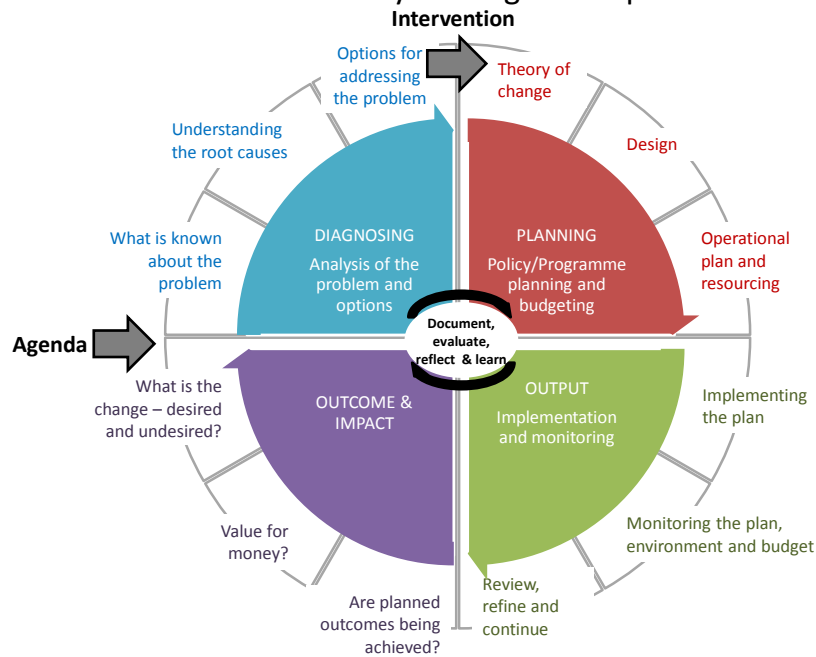 Intervention
Options for
addressing
the problem
Theory of
change
Understanding
the root causes
Design
What is known
about the
problem
Operational
plan and
resourcing
DIAGNOSING
Analysis of the
problem and
options
PLANNING
Policy/Programme
planning and
budgeting
Document,
evaluate,
reflect & learn
Agenda
What is the
change – desired
and undesired?
OUTCOME &
IMPACT
OUTPUT
Implementation
and monitoring
Implementing
the plan
Value for
money?
Monitoring the plan,
environment and budget
Are planned
outcomes being
achieved?
Review,
refine and
continue